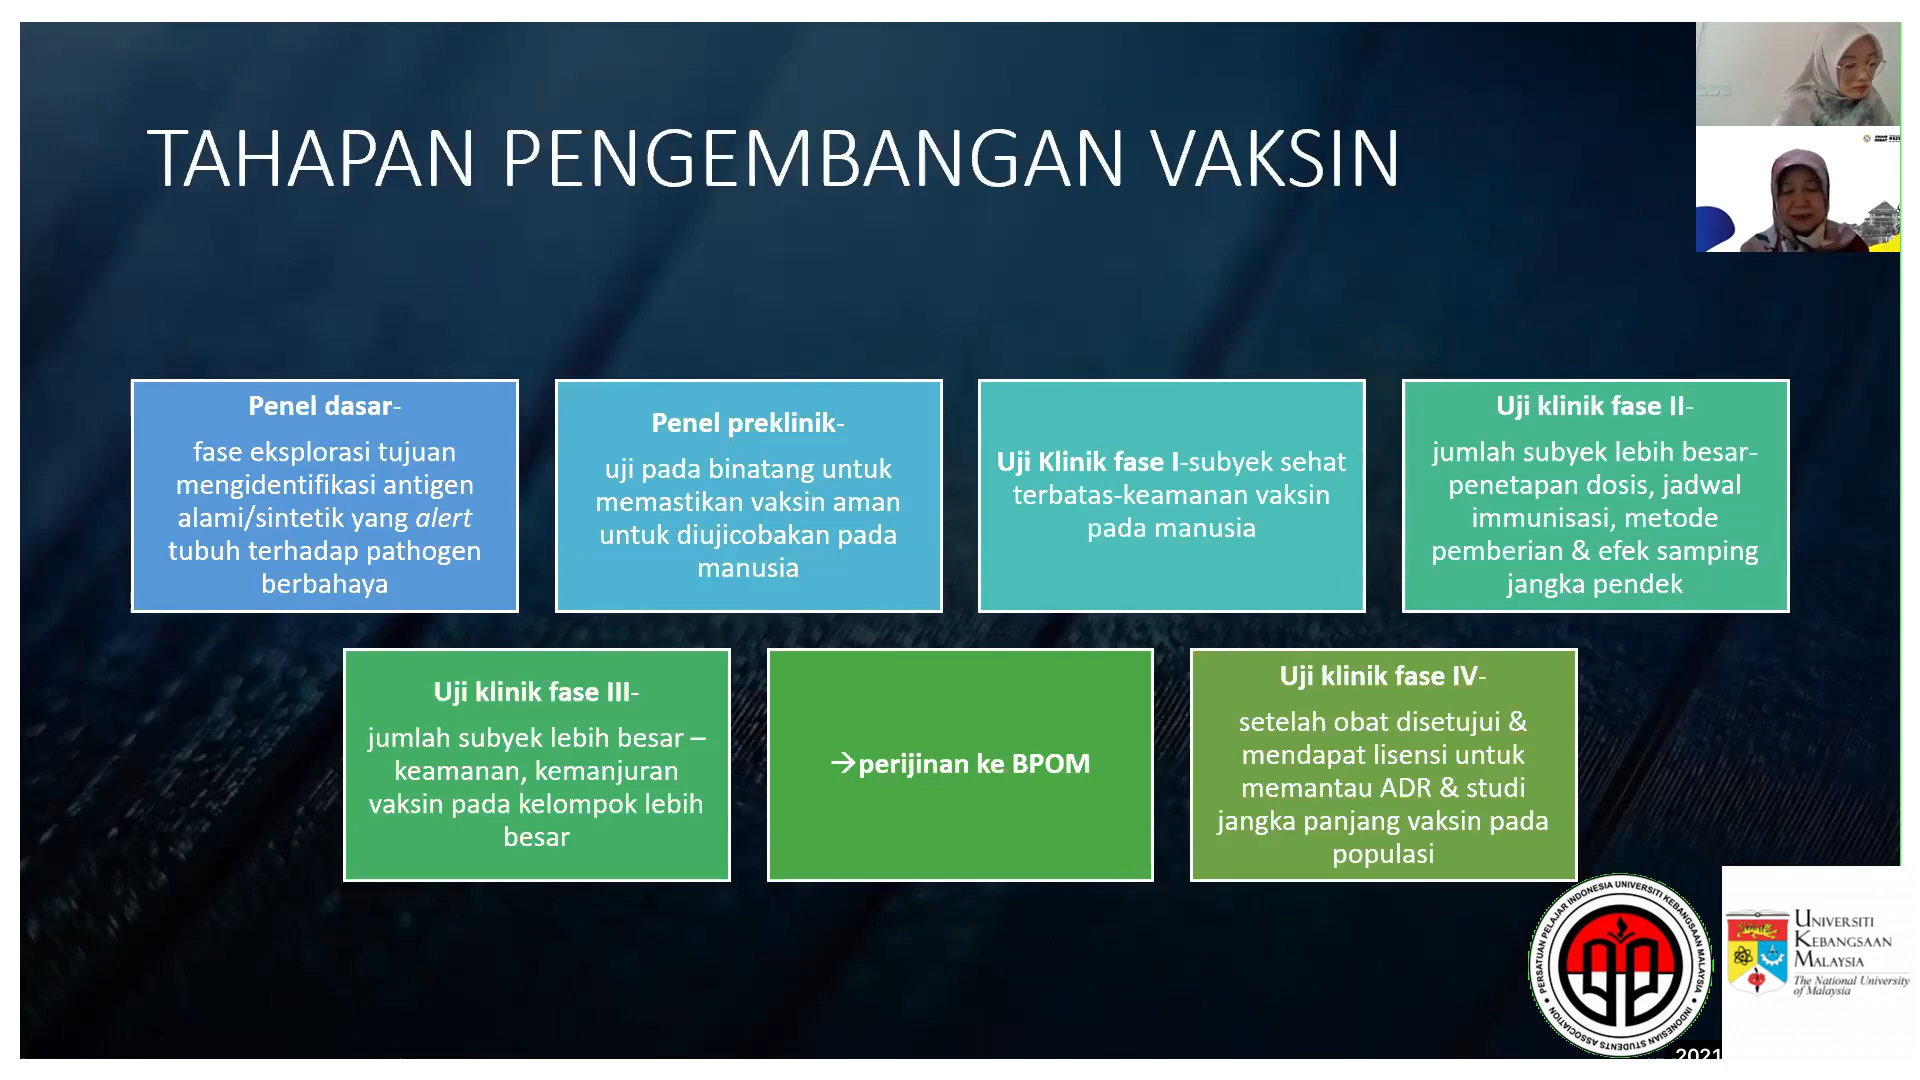 TAHAPAN PENGEMBANGAN VAKSIN
Penel dasar-
fase eksplorasi tujuan
mengidentifikasi antigen
alami/sintetik yang alert
tubuh terhadap pathogen
berbahaya
Penel preklinik-
uji pada binatang untuk
memastikan vaksin aman
untuk diujicobakan pada
manusia
Uji Klinik fase I-subyek sehat
terbatas-keamanan vaksin
pada manusia
Uji klinik fase II-
jumlah subyek lebih besar-
penetapan dosis, jadwal
immunisasi, metode
pemberian & efek samping
jangka pendek
Uji klinik fase III-
jumlah subyek lebih besar –
keamanan, kemanjuran
vaksin pada kelompok lebih
besar
→perijinan ke BPOM
Uji klinik fase IV-
setelah obat disetujui &
mendapat lisensi untuk
memantau ADR & studi
jangka panjang vaksin pada
populasi
PERSATUAN PELAJAR INDONESIA UNIVERSITI KEBANGSAAN MALAYSIA
INDONESIAN STUDENTS ASSOCIATION
UNIVERSITI
KEBANGSAAN
MALAYSIA
The National University
of Malaysia
2021